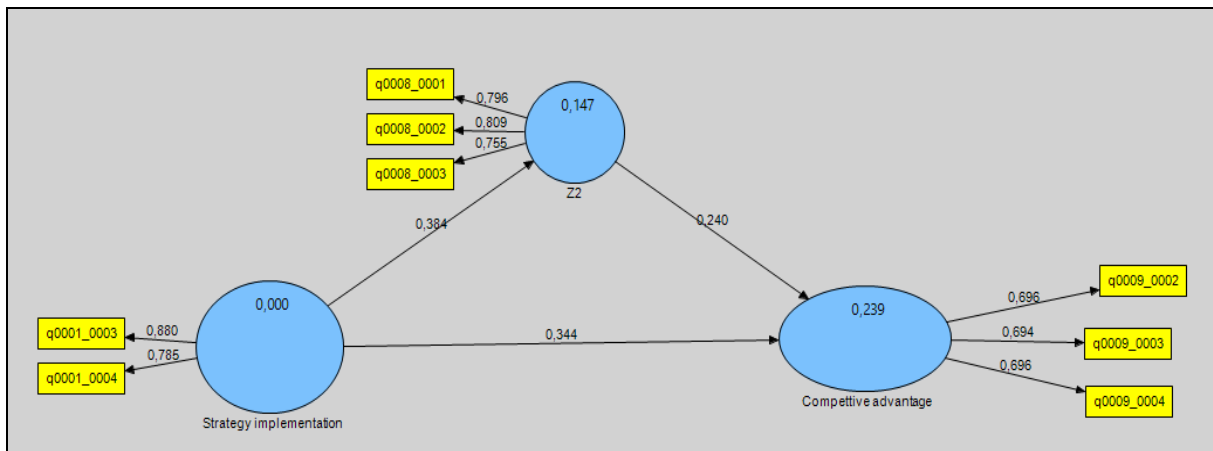 q0008_0001
0,796
0,147
q0008_0002
0,809
q0008_0003
0,755
Z2
0,384
0,240
0,000
0,239
q0009_0002
0,696
q0001_0003
0,880
0,344
0,694
q0009_0003
q0001_0004
0,785
0,696
q0009_0004
Strategy implementation
Compettive advantage